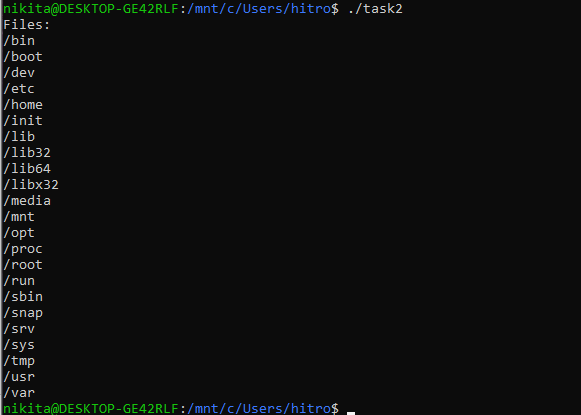 nikita@DESKTOP-GE42RLF:/mnt/c/Users/hitro$ ./task2
Files:
/bin
/boot
/dev
/etc
/home
/init
/lib
/lib32
/lib64
/libx32
/media
/mnt
/opt
/proc
/root
/run
/sbin
/snap
/srv
/sys
/tmp
/usr
/var
nikita@DESKTOP-GE42RLF:/mnt/c/Users/hitro$